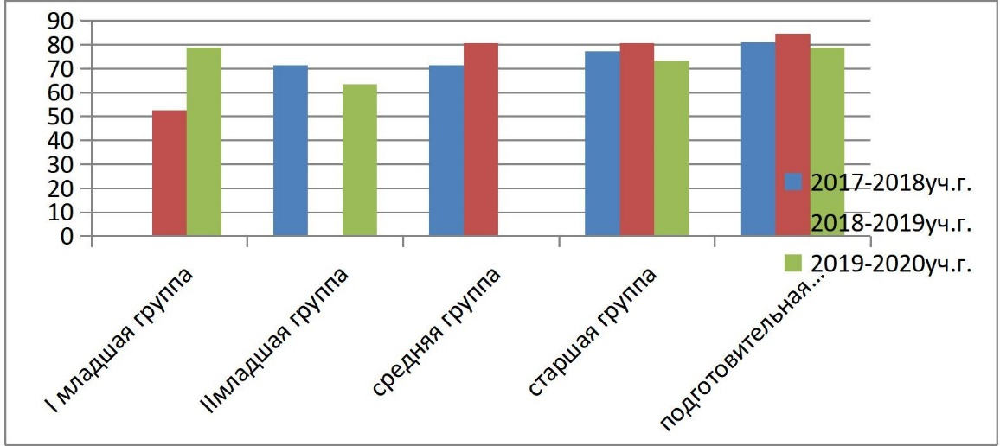 90
80
70
60
50
40
30
20
10
0
I младшая группа
IIмладшая группа
средняя группа
старшая группа
подготовительная...
2017-2018уч.г.
2018-2019уч.г.
2019-2020уч.г.